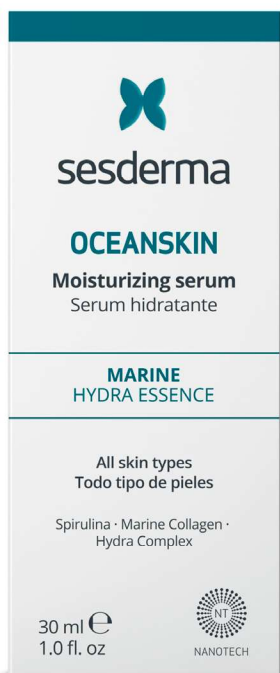 sesderma
OCEANSKIN
Moisturizing serum
Serum hidratante
MARINE
HYDRA ESSENCE
All skin types
Todo tipo de pieles
Spirulina · Marine Collagen ·
Hydra Complex
30 ml ℮
1.0 fl. oz
NT
NANOTECH